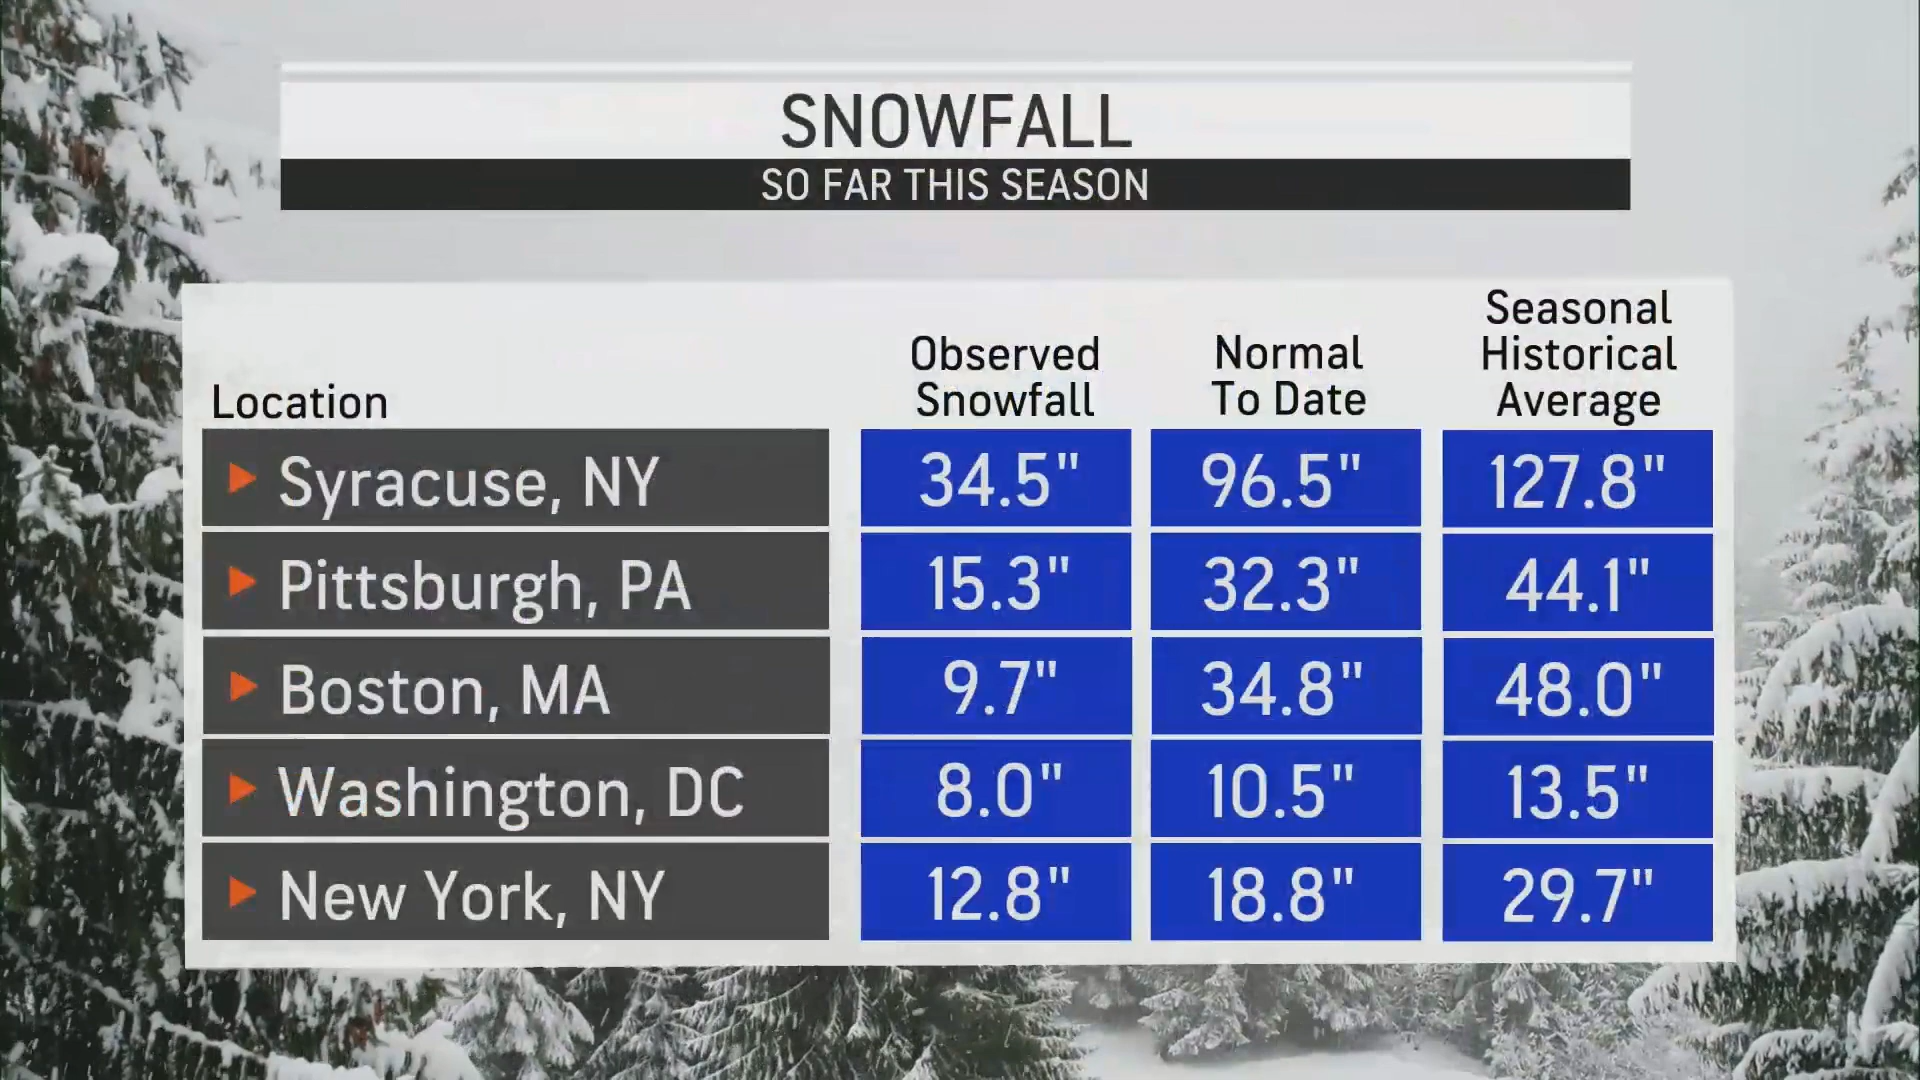 SNOWFALL
SO FAR THIS SEASON
Location
Observed
Snowfall
Normal
To Date
Seasonal
Historical
Average
Syracuse, NY 34.5" 96.5" 127.8"
Pittsburgh, PA 15.3" 32.3" 44.1"
Boston, MA 9.7" 34.8" 48.0"
Washington, DC 8.0" 10.5" 13.5"
New York, NY 12.8" 18.8" 29.7"